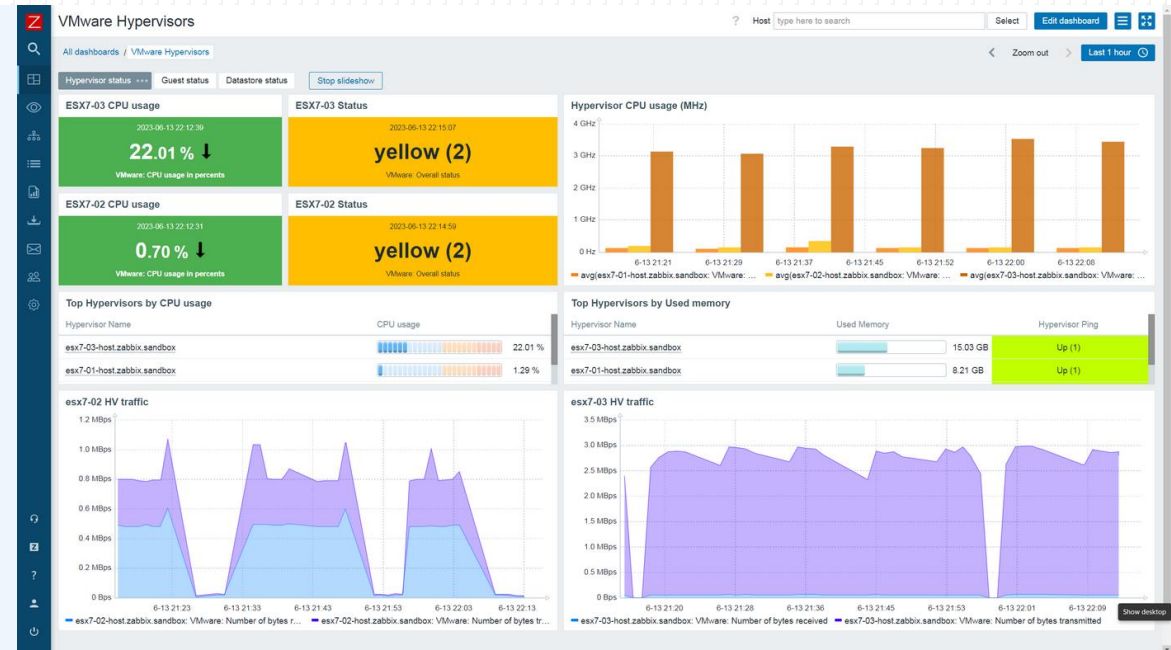 Z
VMware Hypervisors
? Host type here to search Select Edit dashboard
All dashboards / VMware Hypervisors
Zoom out Last 1 hour
Hypervisor status ••• Guest status Datastore status Stop slideshow
ESX7-03 CPU usage
2023-06-13 22:12:39
22.01 % ↓
VMware: CPU usage in percents
ESX7-03 Status
2023-06-13 22:15:07
yellow (2)
VMware: Overall status
ESX7-02 CPU usage
2023-06-13 22:12:31
0.70 % ↓
VMware: CPU usage in percents
ESX7-02 Status
2023-06-13 22:14:59
yellow (2)
VMware: Overall status
Hypervisor CPU usage (MHz)
4 GHz
3 GHz
2 GHz
1 GHz
0 Hz
6-13 21:21 6-13 21:29 6-13 21:37 6-13 21:45 6-13 21:52 6-13 22:00 6-13 22:08
avg(esx7-01-host.zabbix.sandbox: VMware: ... avg(esx7-02-host.zabbix.sandbox: VMware: ... avg(esx7-03-host.zabbix.sandbox: VMware: ...
Top Hypervisors by CPU usage
Hypervisor Name CPU usage
esx7-03-host.zabbix.sandbox 22.01 %
esx7-01-host.zabbix.sandbox 1.29 %
Top Hypervisors by Used memory
Hypervisor Name Used Memory Hypervisor Ping
esx7-03-host.zabbix.sandbox 15.03 GB Up (1)
esx7-01-host.zabbix.sandbox 8.21 GB Up (1)
esx7-02 HV traffic
1.2 MBps
1.0 MBps
0.8 MBps
0.6 MBps
0.4 MBps
0.2 MBps
0 Bps
6-13 21:23 6-13 21:33 6-13 21:43 6-13 21:53 6-13 22:03 6-13 22:13
esx7-02-host.zabbix.sandbox: VMware: Number of bytes r... esx7-02-host.zabbix.sandbox: VMware: Number of bytes tr...
esx7-03 HV traffic
3.5 MBps
3.0 MBps
2.5 MBps
2.0 MBps
1.5 MBps
1.0 MBps
0.5 MBps
0 Bps
6-13 21:20 6-13 21:28 6-13 21:36 6-13 21:45 6-13 21:53 6-13 22:01 6-13 22:09
esx7-03-host.zabbix.sandbox: VMware: Number of bytes received esx7-03-host.zabbix.sandbox: VMware: Number of bytes transmitted
Show desktop
Z
?